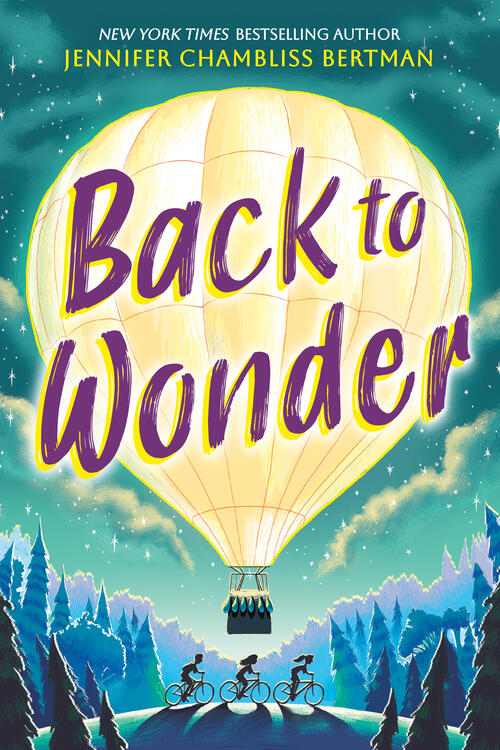 NEW YORK TIMES BESTSELLING AUTHOR
JENNIFER CHAMBLISS BERTMAN
Back to
Wonder